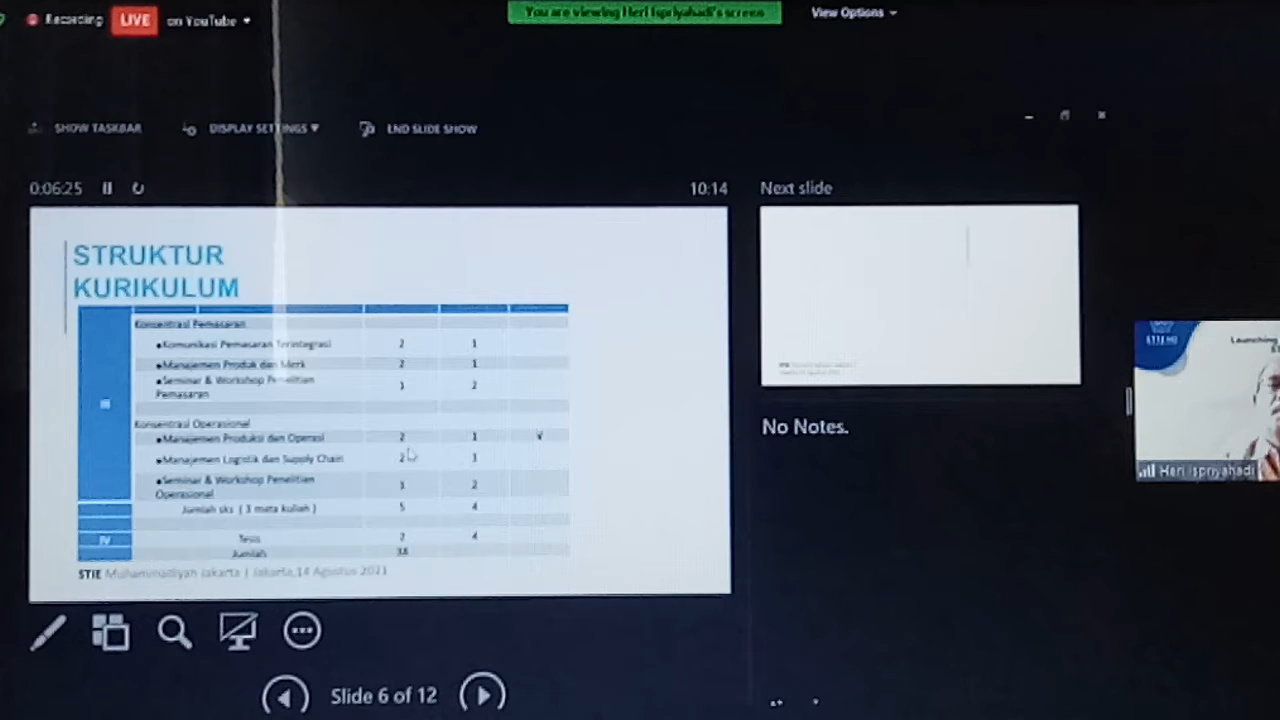 Recording LIVE on YouTube
You are viewing Heri Ispriyahadi's screen
View Options
SHOW TASKBAR
DISPLAY SETTINGS
END SLIDE SHOW
0:06:25
10:14
Next slide
STRUKTUR
KURIKULUM
Konsentrasi Pemasaran
Komunikasi Pemasaran Terintegrasi 2 1
Manajemen Produk dan Merk 2 1
Seminar & Workshop Penelitian
Pemasaran 1 2
III
Konsentrasi Operasional
Manajemen Produksi dan Operasi 2 1 V
Manajemen Logistik dan Supply Chain 2 1
Seminar & Workshop Penelitian
Operasional 1 2
Jumlah sks ( 3 mata kuliah ) 5 4
IV Tesis 2 4
Jumlah 38
STIE Muhammadiyah Jakarta | Jakarta,14 Agustus 2021
No Notes.
Launching
Heri Ispriyahadi
Slide 6 of 12